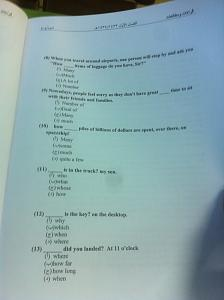 (8) When you travel around airports, one person will stop by and ask you
"How ____ items of luggage do you have, Sir?"
(أ) Many
(ب) Much
(ج) A lot of
(د) Number
(9) Nowadays, people feel sorry as they don't have great ____ time to sit
with their friends and families.
(أ) Number of
(ب) Deal of
(ج) Many
(د) much
(10) how ____ piles of billions of dollars are spent, over there, on
spaceship!
(أ) many
(ب) some
(ج) much
(د) quite a few
(11) ____ is in the truck? my son.
(أ) who
(ب) what
(ج) whose
(د) how
(12) ____ is the key? on the desktop.
(أ) why
(ب) which
(ج) who
(د) where
(13) ____ did you landed? At 11 o'clock
(أ) where
(ب) how far
(ج) how long
(د) when